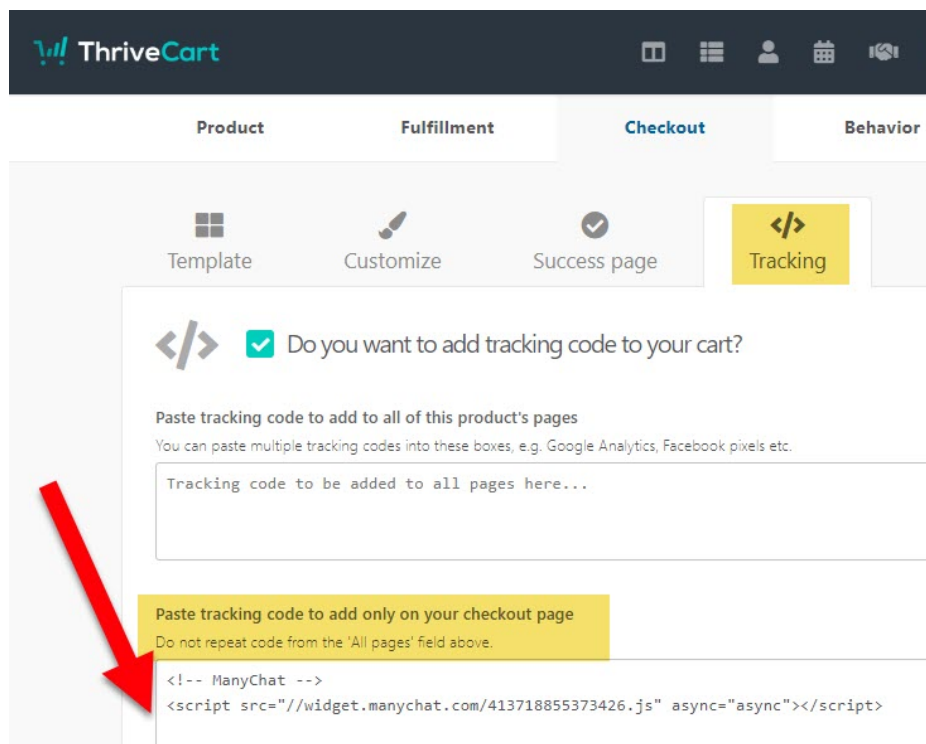 ThriveCart
Product Fulfillment Checkout Behavior
Template Customize Success page Tracking
Do you want to add tracking code to your cart?
Paste tracking code to add to all of this product's pages
You can paste multiple tracking codes into these boxes, e.g. Google Analytics, Facebook pixels etc.
Tracking code to be added to all pages here...
Paste tracking code to add only on your checkout page
Do not repeat code from the 'All pages' field above.
<!-- ManyChat -->
<script src="//widget.manychat.com/413718855373426.js" async="async"></script>